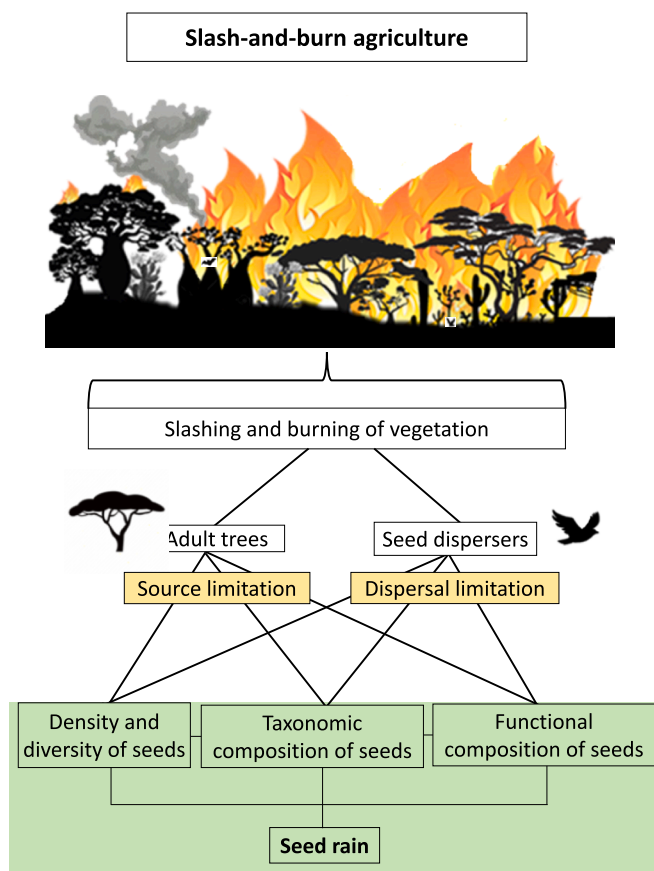 Slash-and-burn agriculture
Slashing and burning of vegetation
Adult trees
Seed dispersers
Source limitation
Dispersal limitation
Density and
diversity of seeds
Taxonomic
composition of seeds
Functional
composition of seeds
Seed rain